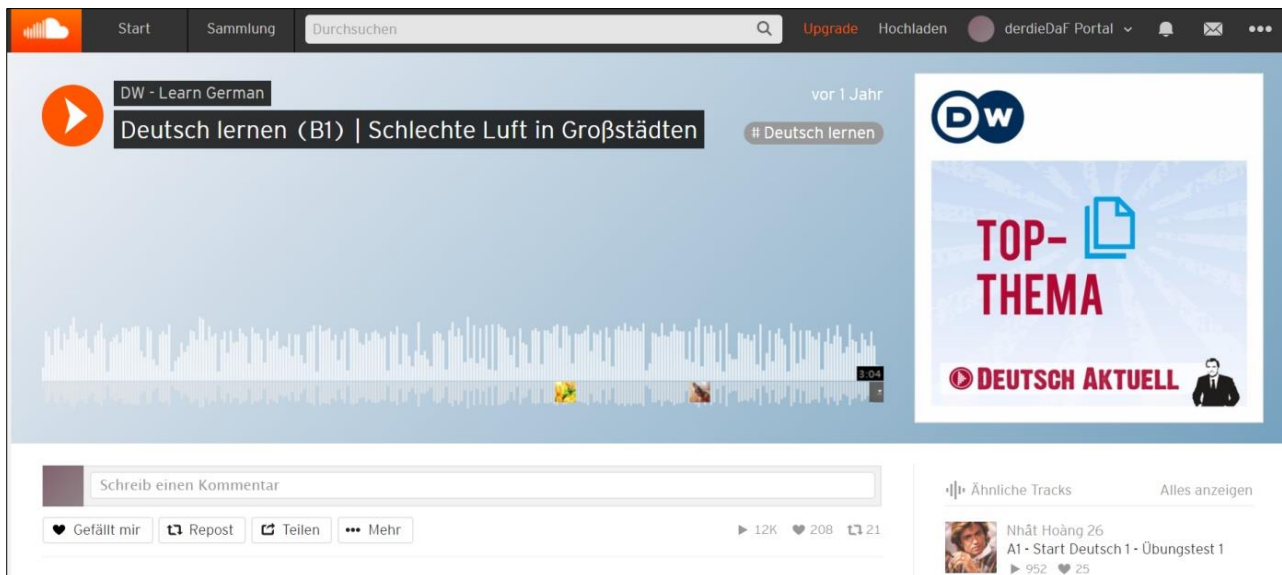 Start Sammlung Durchsuchen Upgrade Hochladen derdieDaF Portal
DW - Learn German
vor 1 Jahr
Deutsch lernen (B1) | Schlechte Luft in Großstädten
# Deutsch lernen
DW
TOP-
THEMA
DEUTSCH AKTUELL
3:04
Schreib einen Kommentar
Gefällt mir Repost Teilen Mehr
12K 208 21
Ähnliche Tracks Alles anzeigen
Nhất Hoàng 26
A1 - Start Deutsch 1 - Übungstest 1
952 25